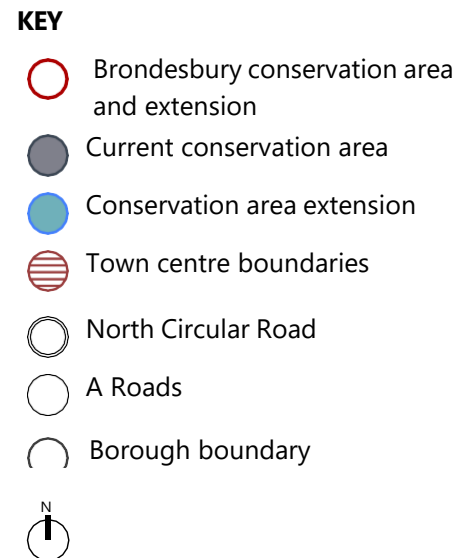 KEY
Brondesbury conservation area
and extension
Current conservation area
Conservation area extension
Town centre boundaries
North Circular Road
A Roads
Borough boundary
N